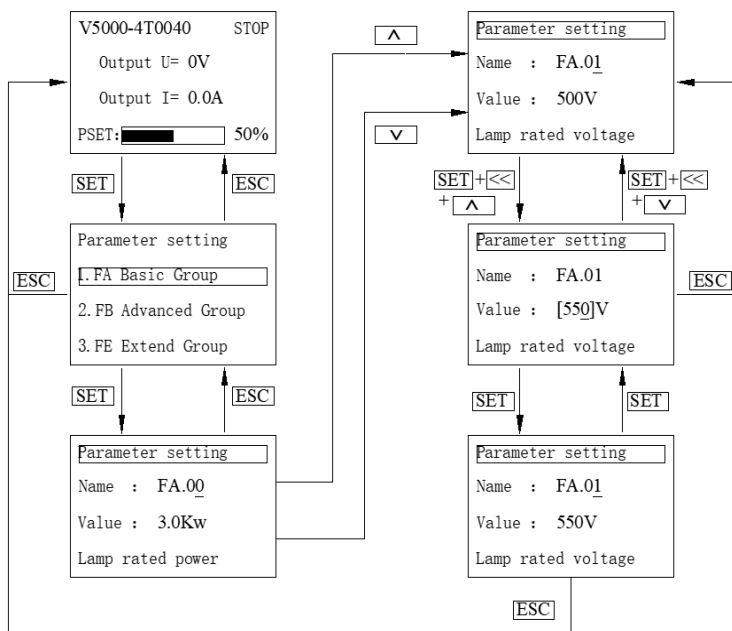 V5000-4T0040 STOP
Output U= 0V
Output I= 0.0A
PSET: 50%
SET
ESC
Parameter setting
1.FA Basic Group
2.FB Advanced Group
3.FE Extend Group
ESC
SET
ESC
Parameter setting
Name : FA.00
Value : 3.0Kw
Lamp rated power
∧
∨
Parameter setting
Name : FA.01
Value : 500V
Lamp rated voltage
SET+<<
+ ∧
SET+<<
+ ∨
Parameter setting
Name : FA.01
Value : [550]V
Lamp rated voltage
ESC
SET
SET
Parameter setting
Name : FA.01
Value : 550V
Lamp rated voltage
ESC